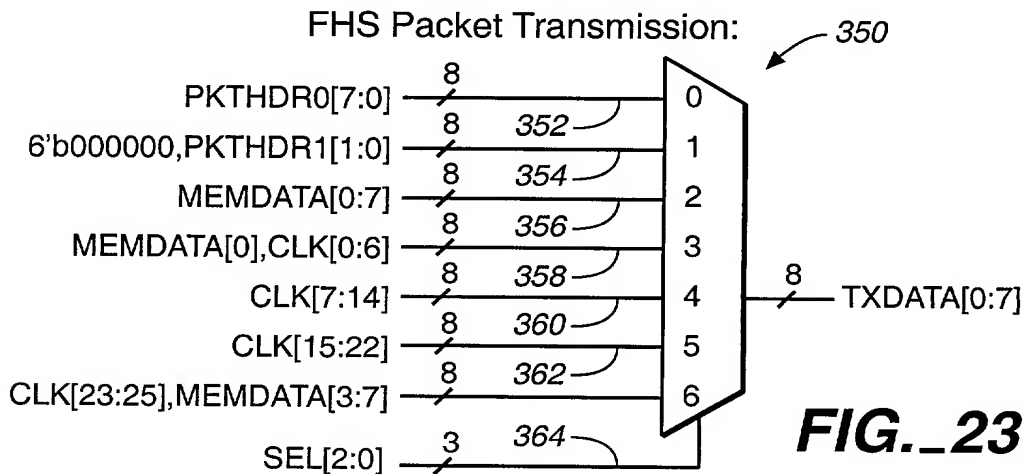 FHS Packet Transmission:
350
PKTHDR0[7:0] 8 352 0
6'b000000,PKTHDR1[1:0] 8 354 1
MEMDATA[0:7] 8 356 2
MEMDATA[0],CLK[0:6] 8 358 3
CLK[7:14] 8 360 4
8 TXDATA[0:7]
CLK[15:22] 8 362 5
CLK[23:25],MEMDATA[3:7] 8 6
SEL[2:0] 3 364
FIG._23